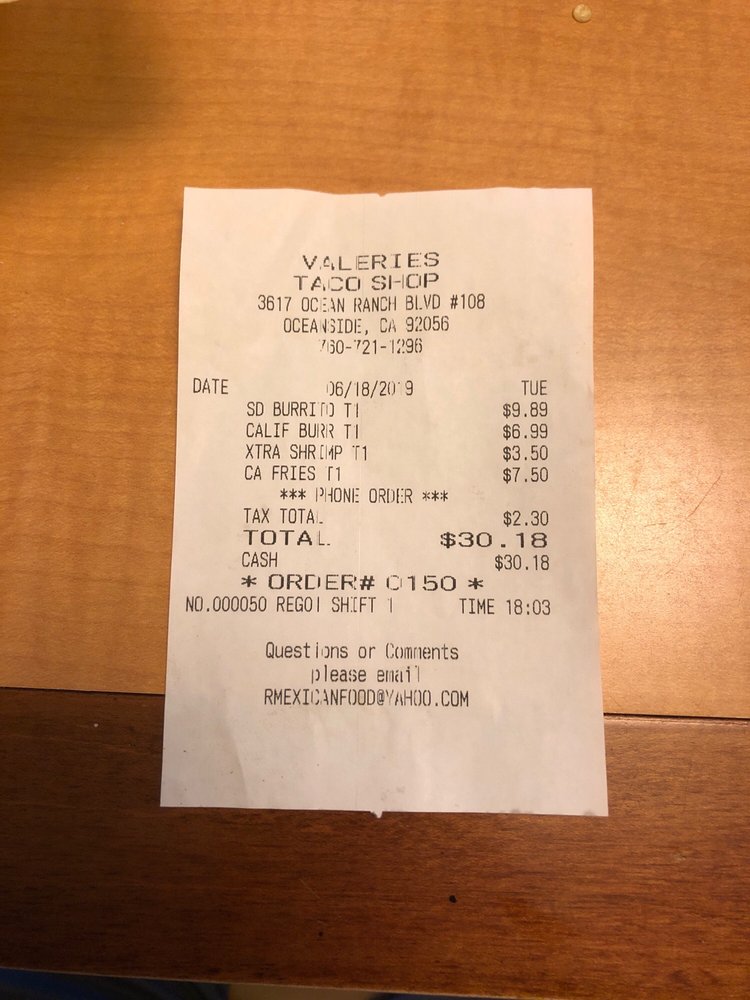 VALERIES
TACO SHOP
3617 OCEAN RANCH BLVD #108
OCEANSIDE, CA 92056
760-721-1296
DATE 06/18/2019 TUE
SD BURRITO T1 $9.89
CALIF BURR T1 $6.99
XTRA SHRIMP T1 $3.50
CA FRIES T1 $7.50
*** PHONE ORDER ***
TAX TOTAL $2.30
TOTAL $30.18
CASH $30.18
* ORDER# 0150 *
NO.000050 REG01 SHIFT 1 TIME 18:03
Questions or Comments
please email
RMEXICANFOOD@YAHOO.COM